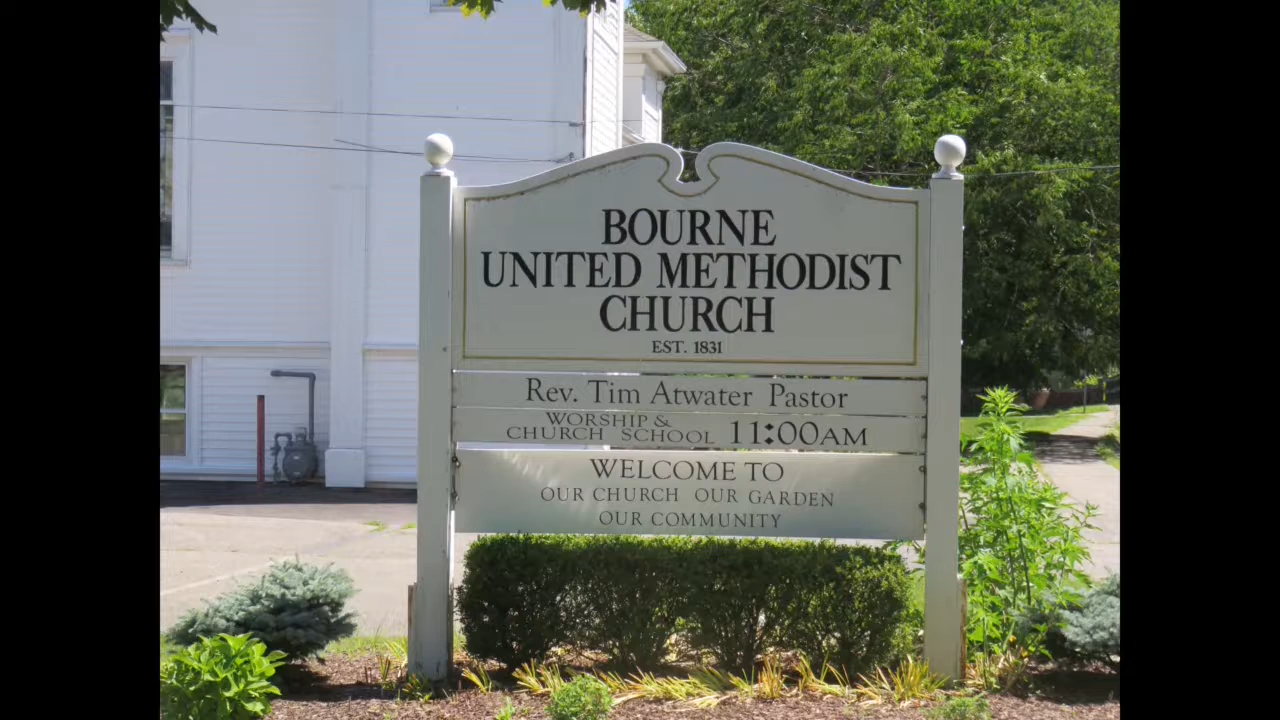 BOURNE
UNITED METHODIST
CHURCH
EST. 1831
REV. TIM ATWATER PASTOR
WORSHIP &
CHURCH SCHOOL 11:00AM
WELCOME TO
OUR CHURCH OUR GARDEN
OUR COMMUNITY